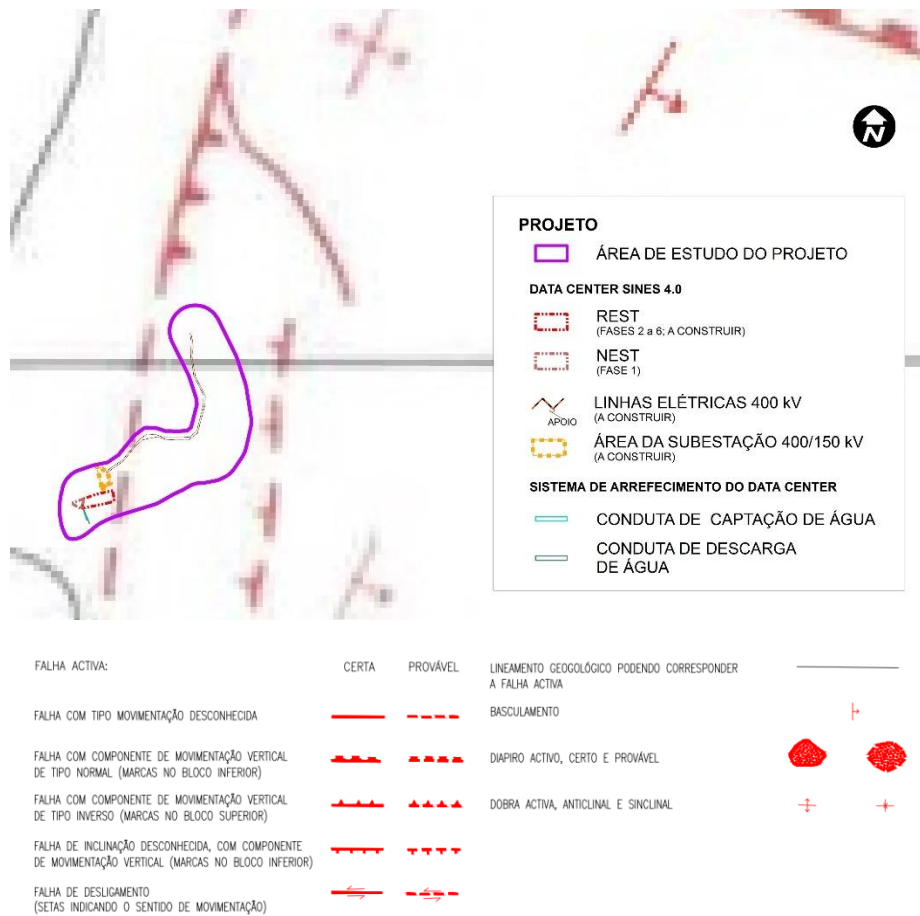 N
PROJETO
ÁREA DE ESTUDO DO PROJETO
DATA CENTER SINES 4.0
REST
(FASES 2 a 6; A CONSTRUIR)
NEST
(FASE 1)
LINHAS ELÉTRICAS 400 kV
APOIO (A CONSTRUIR)
ÁREA DA SUBESTAÇÃO 400/150 kV
(A CONSTRUIR)
SISTEMA DE ARREFECIMENTO DO DATA CENTER
CONDUTA DE CAPTAÇÃO DE ÁGUA
CONDUTA DE DESCARGA
DE ÁGUA
FALHA ACTIVA:
CERTA PROVÁVEL
FALHA COM TIPO MOVIMENTAÇÃO DESCONHECIDA
FALHA COM COMPONENTE DE MOVIMENTAÇÃO VERTICAL
DE TIPO NORMAL (MARCAS NO BLOCO INFERIOR)
FALHA COM COMPONENTE DE MOVIMENTAÇÃO VERTICAL
DE TIPO INVERSO (MARCAS NO BLOCO SUPERIOR)
FALHA DE INCLINAÇÃO DESCONHECIDA, COM COMPONENTE
DE MOVIMENTAÇÃO VERTICAL (MARCAS NO BLOCO INFERIOR)
FALHA DE DESLIGAMENTO
(SETAS INDICANDO O SENTIDO DE MOVIMENTAÇÃO)
LINEAMENTO GEOGOLÓGICO PODENDO CORRESPONDER
A FALHA ACTIVA
BASCULAMENTO
DIAPIRO ACTIVO, CERTO E PROVÁVEL
DOBRA ACTIVA, ANTICLINAL E SINCLINAL